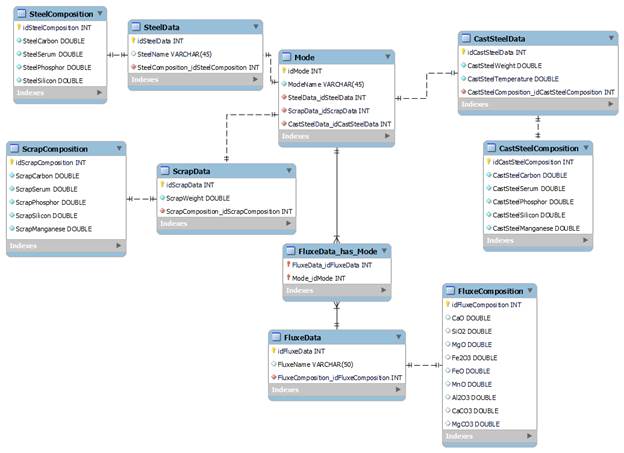 SteelComposition
idSteelComposition INT
SteelCarbon DOUBLE
SteelSerum DOUBLE
SteelPhosphor DOUBLE
SteelSilicon DOUBLE
Indexes
SteelData
idSteelData INT
SteelName VARCHAR(45)
SteelComposition_idSteelComposition INT
Indexes
Mode
idMode INT
ModeName VARCHAR(45)
SteelData_idSteelData INT
ScrapData_idScrapData INT
CastSteelData_idCastSteelData INT
Indexes
CastSteelData
idCastSteelData INT
CastSteelWeight DOUBLE
CastSteelTemperature DOUBLE
CastSteelComposition_idCastSteelComposition INT
Indexes
ScrapComposition
idScrapComposition INT
ScrapCarbon DOUBLE
ScrapSerum DOUBLE
ScrapPhosphor DOUBLE
ScrapSilicon DOUBLE
ScrapManganese DOUBLE
Indexes
ScrapData
idScrapData INT
ScrapWeight DOUBLE
ScrapComposition_idScrapComposition INT
Indexes
CastSteelComposition
idCastSteelComposition INT
CastSteelCarbon DOUBLE
CastSteelSerum DOUBLE
CastSteelPhosphor DOUBLE
CastSteelSilicon DOUBLE
CastSteelManganese DOUBLE
Indexes
FluxeData_has_Mode
FluxeData_idFluxeData INT
Mode_idMode INT
Indexes
FluxeData
idFluxeData INT
FluxeName VARCHAR(50)
FluxeComposition_idFluxeComposition INT
Indexes
FluxeComposition
idFluxeComposition INT
CaO DOUBLE
SiO2 DOUBLE
MgO DOUBLE
Fe2O3 DOUBLE
FeO DOUBLE
MnO DOUBLE
Al2O3 DOUBLE
CaCO3 DOUBLE
MgCO3 DOUBLE
Indexes